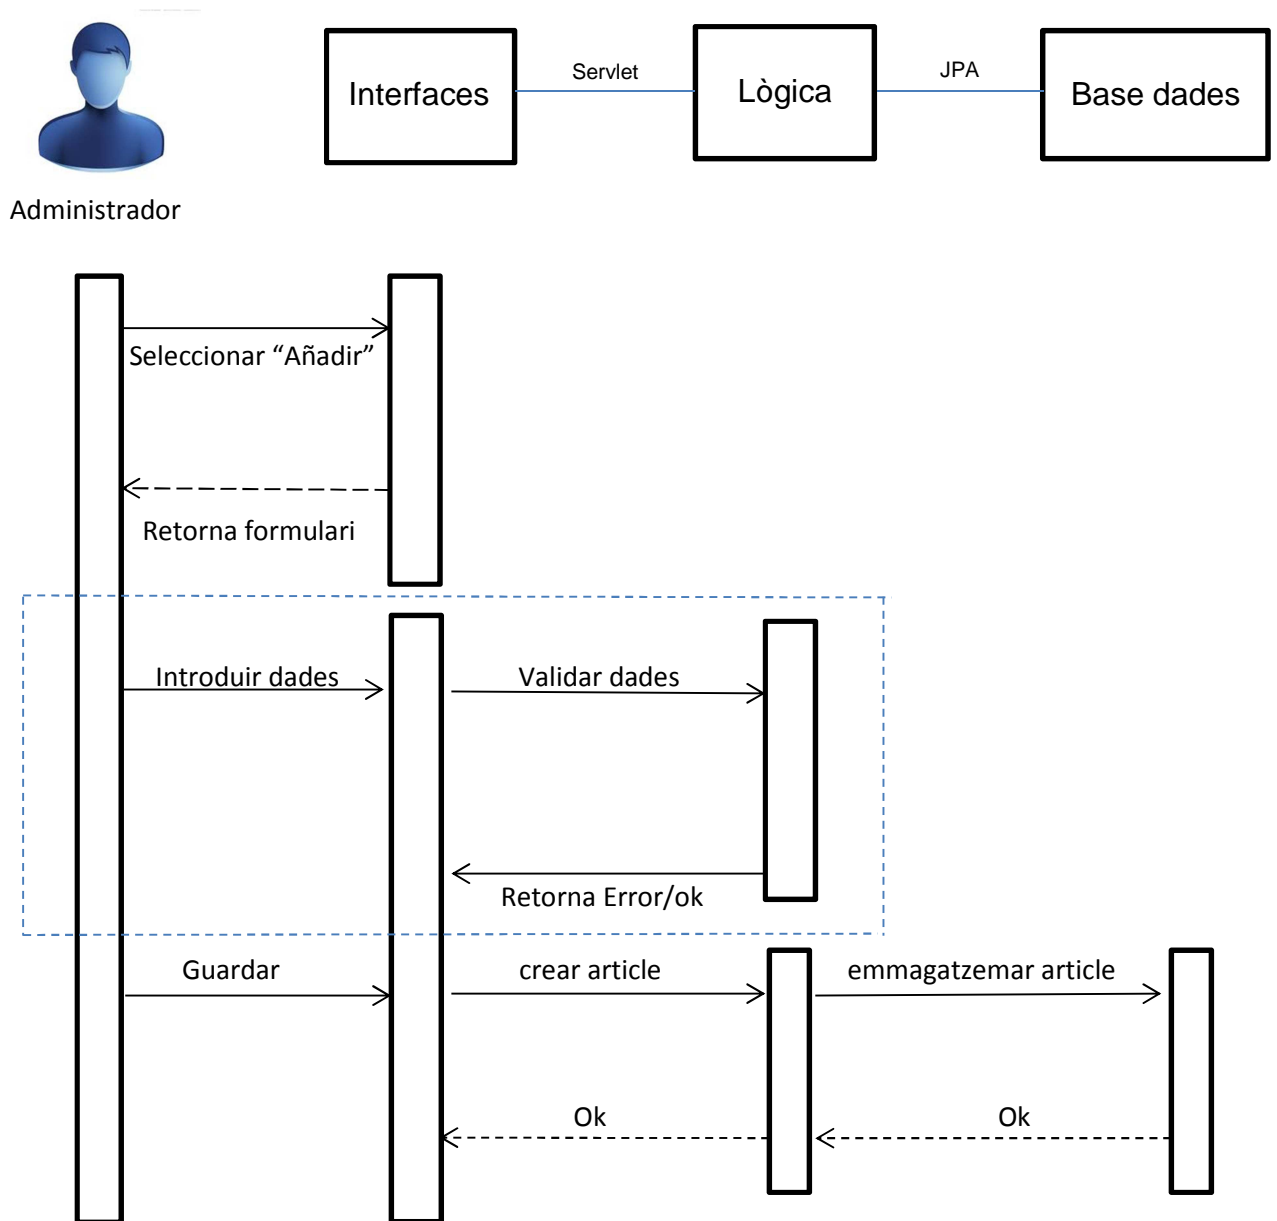 Interfaces
Servlet
Lògica
JPA
Base dades
Administrador
Seleccionar “Añadir”
Retorna formulari
Introduir dades
Validar dades
Retorna Error/ok
Guardar
crear article
emmagatzemar article
Ok
Ok